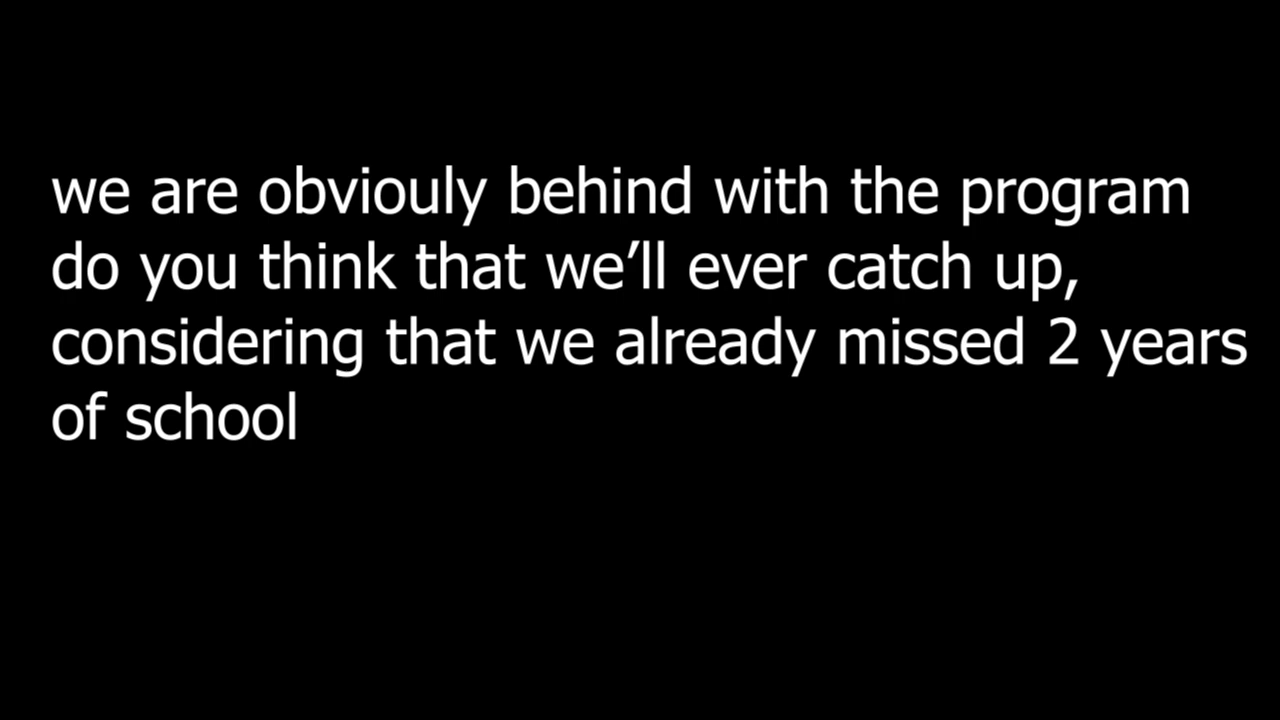 we are obviouly behind with the program
do you think that we’ll ever catch up,
considering that we already missed 2 years
of school